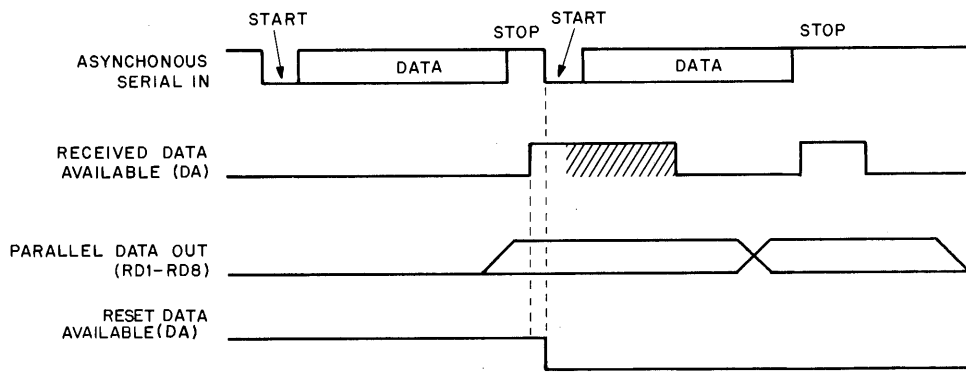 START
STOP
START
STOP
ASYNCHONOUS
SERIAL IN
DATA
DATA
RECEIVED DATA
AVAILABLE (DA)
PARALLEL DATA OUT
(RD1-RD8)
RESET DATA
AVAILABLE(DA)